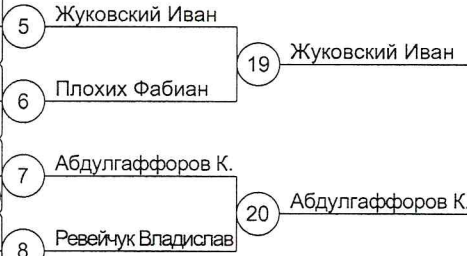 5 Жуковский Иван
19 Жуковский Иван
6 Плохих Фабиан
7 Абдулгаффоров К.
20 Абдулгаффоров К.
8 Ревейчук Владислав